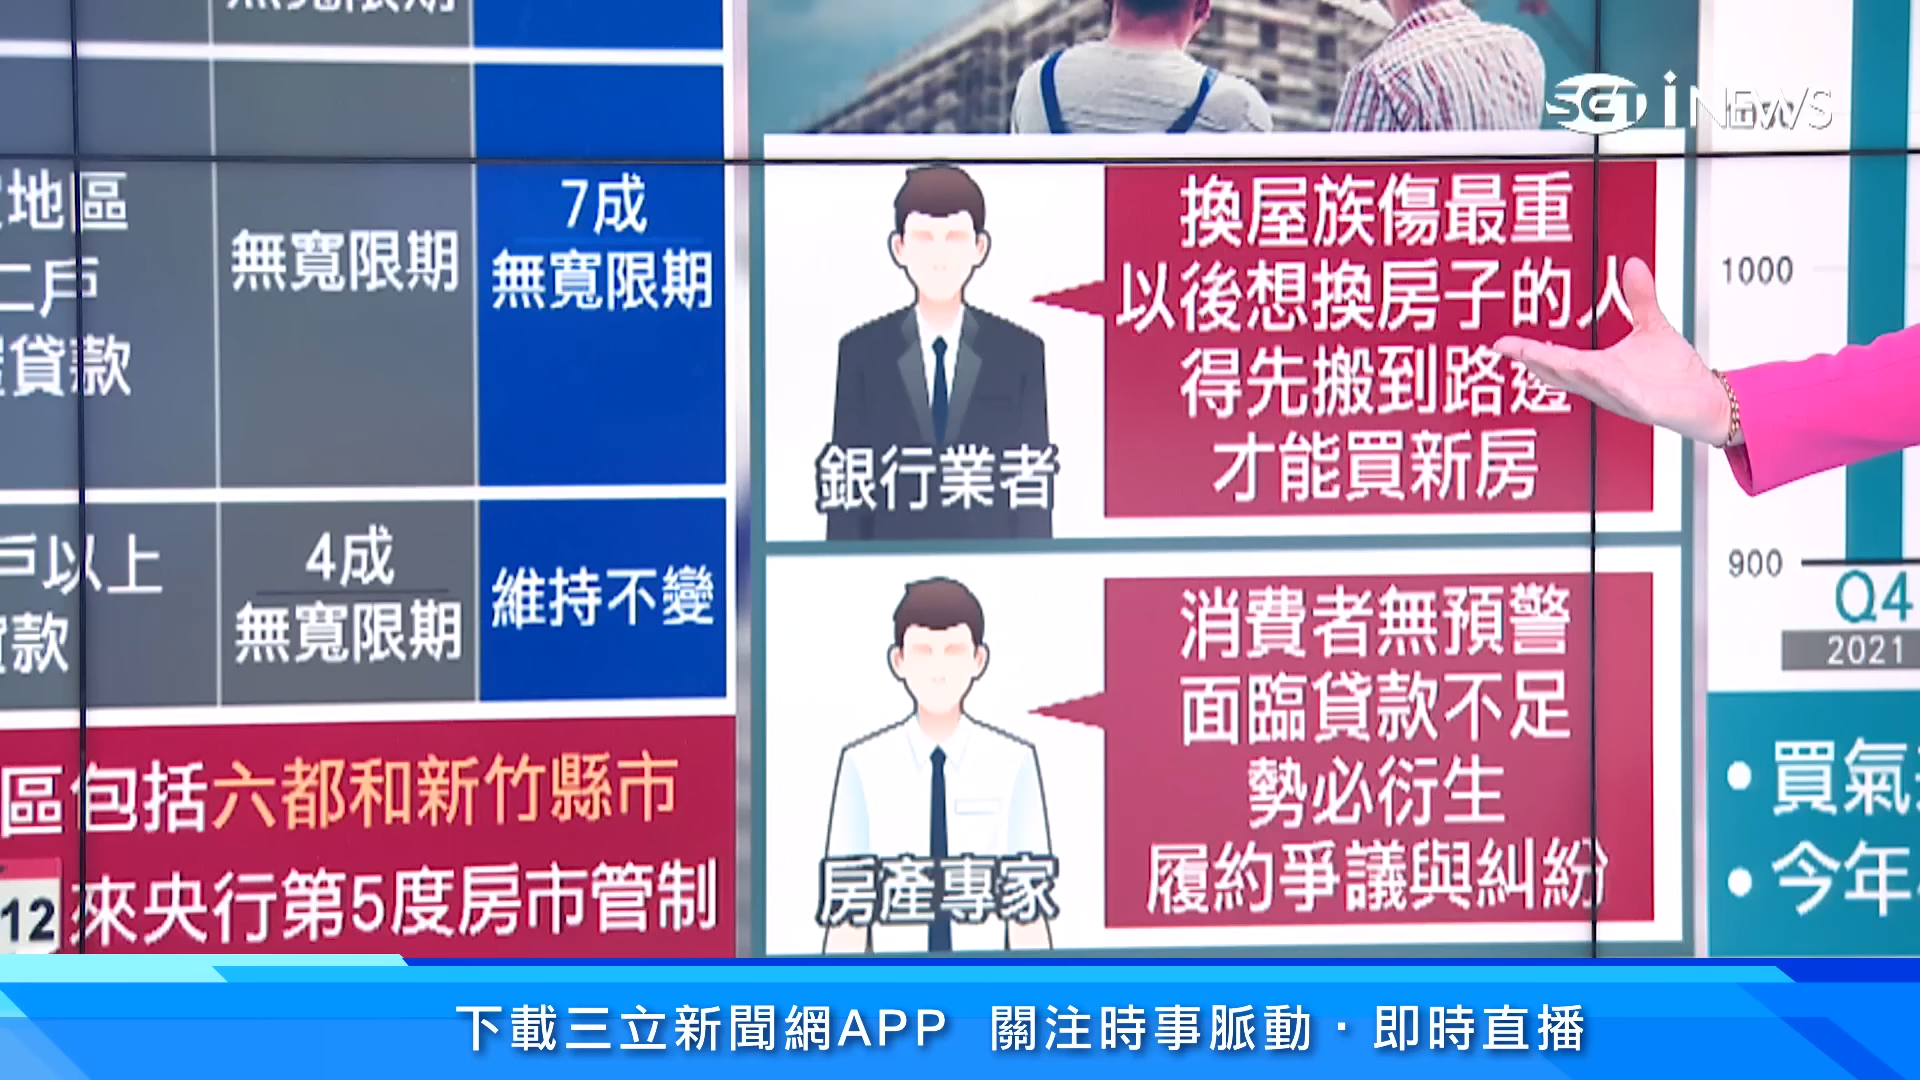 無寬限期
地區
二戶
貸款
無寬限期
7成
無寬限期
戶以上
貸款
4成
無寬限期
維持不變
區包括六都和新竹縣市
12
來央行第5度房市管制
換屋族傷最重
以後想換房子的人
得先搬到路邊
才能買新房
銀行業者
消費者無預警
面臨貸款不足
勢必衍生
履約爭議與糾紛
房產專家
SET iNEWS
1000
900
Q4
2021
• 買氣
• 今年
下載三立新聞網APP 關注時事脈動・即時直播